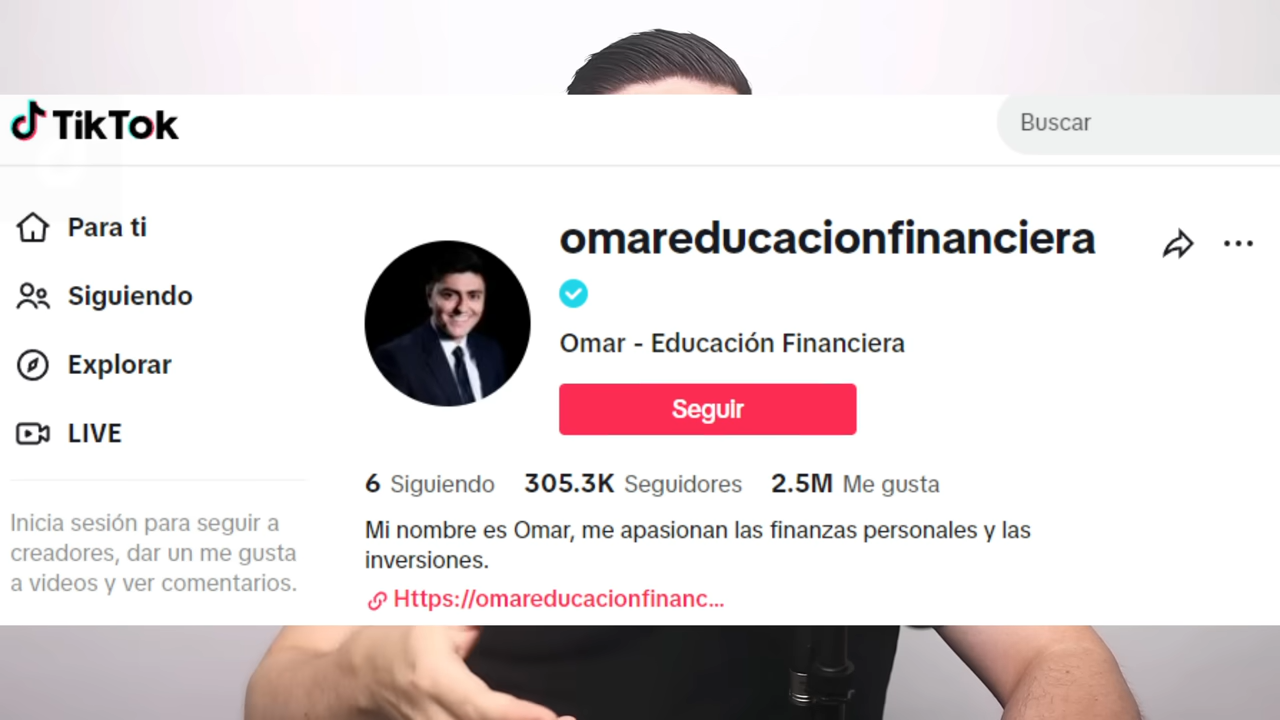 TikTok
Buscar
Para ti
Siguiendo
Explorar
LIVE
Inicia sesión para seguir a
creadores, dar un me gusta
a videos y ver comentarios.
omareducacionfinanciera
Omar - Educación Financiera
Seguir
6 Siguiendo 305.3K Seguidores 2.5M Me gusta
Mi nombre es Omar, me apasionan las finanzas personales y las
inversiones.
Https://omareducacionfinanc...